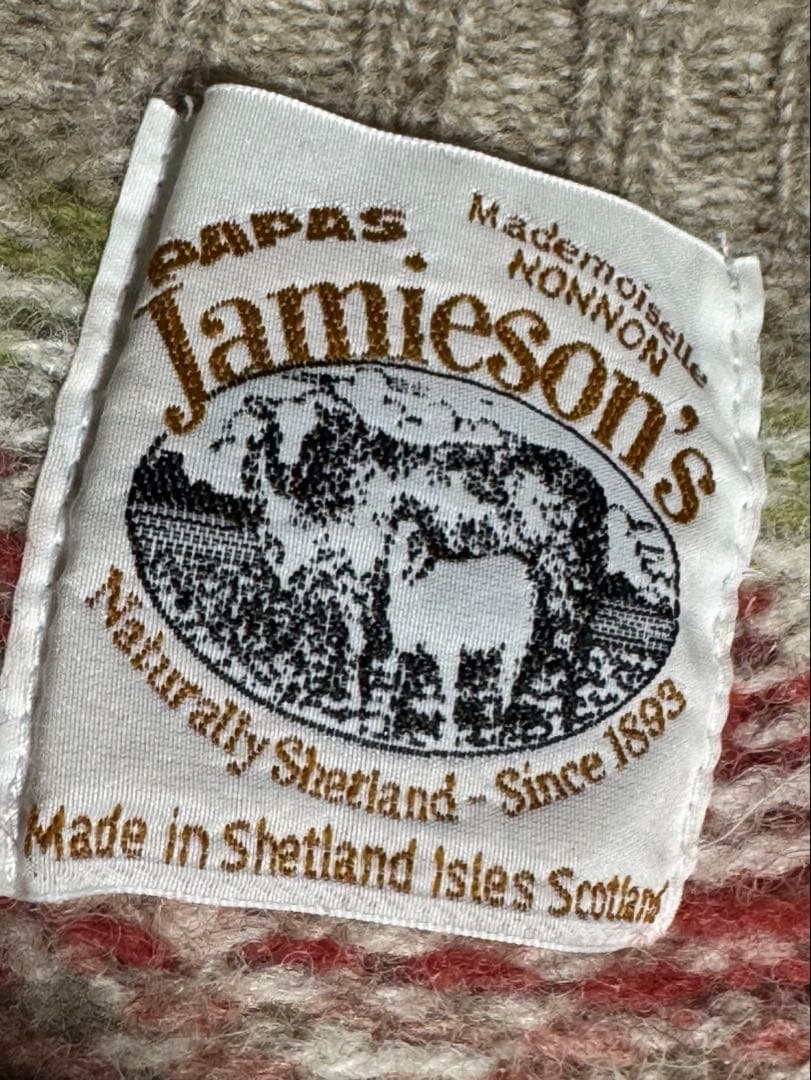 PAPAS
Mademoiselle
NONNON
Jamieson's
Naturally Shetland - Since 1893
Made in Shetland Isles Scotland